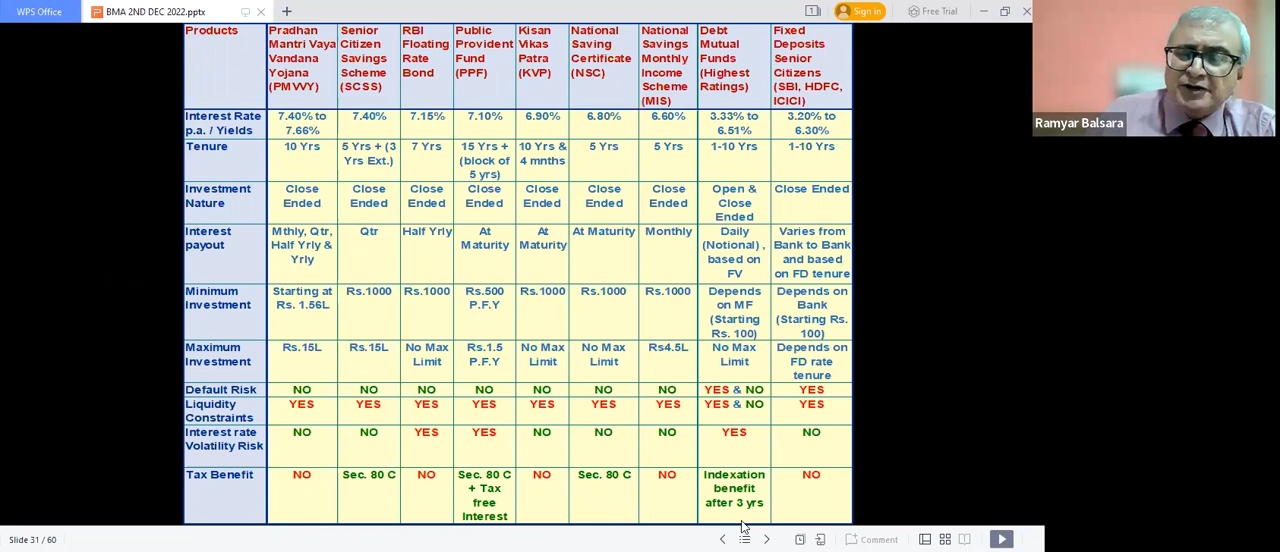 WPS Office
BMA 2ND DEC 2022.pptx
1
Sign in
Free Trial
Products
Pradhan
Mantri Vaya
Vandana
Yojana
(PMVVY)
Senior
Citizen
Savings
Scheme
(SCSS)
RBI
Floating
Rate
Bond
Public
Provident
Fund
(PPF)
Kisan
Vikas
Patra
(KVP)
National
Saving
Certificate
(NSC)
National
Savings
Monthly
Income
Scheme
(MIS)
Debt
Mutual
Funds
(Highest
Ratings)
Fixed
Deposits
Senior
Citizens
(SBI, HDFC,
ICICI)
Interest Rate
p.a. / Yields
7.40% to
7.66%
7.40%
7.15%
7.10%
6.90%
6.80%
6.60%
3.33% to
6.51%
3.20% to
6.30%
Tenure
10 Yrs
5 Yrs + (3
Yrs Ext.)
7 Yrs
15 Yrs +
(block of
5 yrs)
10 Yrs &
4 mnths
5 Yrs
5 Yrs
1-10 Yrs
1-10 Yrs
Investment
Nature
Close
Ended
Close
Ended
Close
Ended
Close
Ended
Close
Ended
Close
Ended
Close
Ended
Open &
Close
Ended
Close Ended
Interest
payout
Mthly, Qtr,
Half Yrly &
Yrly
Qtr
Half Yrly
At
Maturity
At
Maturity
At Maturity
Monthly
Daily
(Notional) ,
based on
FV
Varies from
Bank to Bank
and based
on FD tenure
Minimum
Investment
Starting at
Rs. 1.56L
Rs.1000
Rs.1000
Rs.500
P.F.Y
Rs.1000
Rs.1000
Rs.1000
Depends
on MF
(Starting
Rs. 100)
Depends on
Bank
(Starting Rs.
100)
Maximum
Investment
Rs.15L
Rs.15L
No Max
Limit
Rs.1.5
P.F.Y
No Max
Limit
No Max
Limit
Rs4.5L
No Max
Limit
Depends on
FD rate
tenure
Default Risk
NO
NO
NO
NO
NO
NO
NO
YES & NO
YES
Liquidity
Constraints
YES
YES
YES
YES
YES
YES
YES
YES & NO
YES
Interest rate
Volatility Risk
NO
NO
YES
YES
NO
NO
NO
YES
NO
Tax Benefit
NO
Sec. 80 C
NO
Sec. 80 C
+ Tax
free
Interest
NO
Sec. 80 C
NO
Indexation
benefit
after 3 yrs
NO
Ramyar Balsara
Slide 31 / 60
Comment